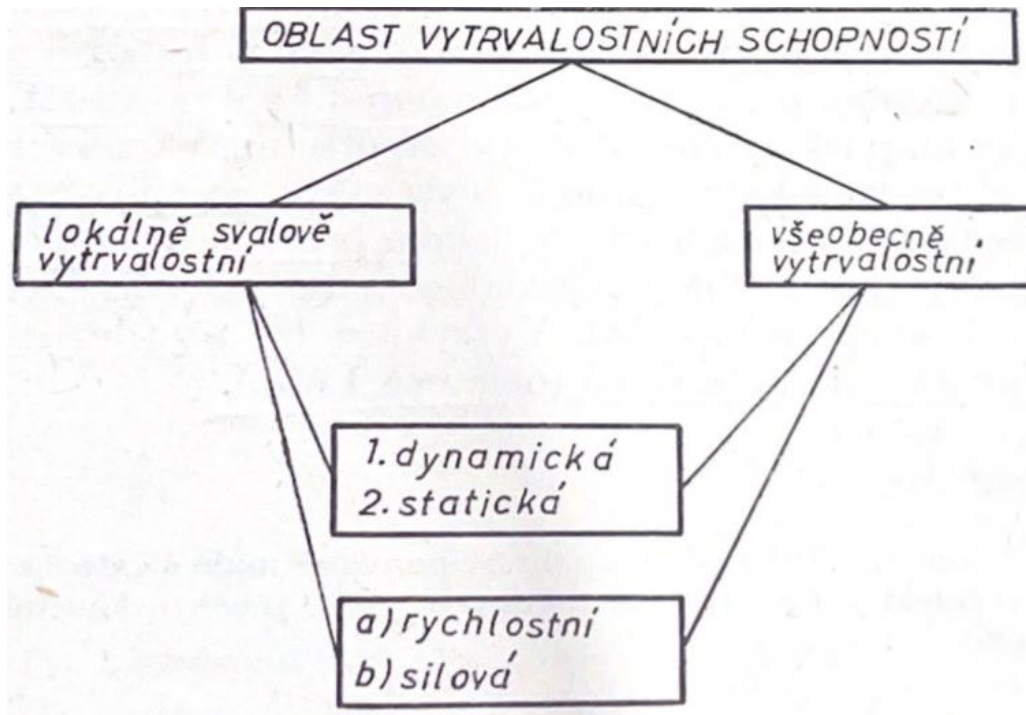 OBLAST VYTRVALOSTNÍCH SCHOPNOSTÍ
lokálně svalově
vytrvalostní
všeobecně
vytrvalostní
1. dynamická
2. statická
a) rychlostní
b) silová